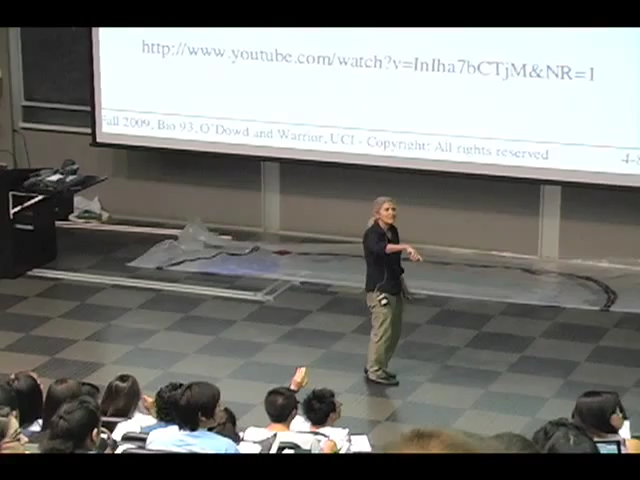 http://www.youtube.com/watch?v=InIha7bCTjM&NR=1
Fall 2009, Bio 93, O'Dowd and Warrior, UCI - Copyright: All rights reserved